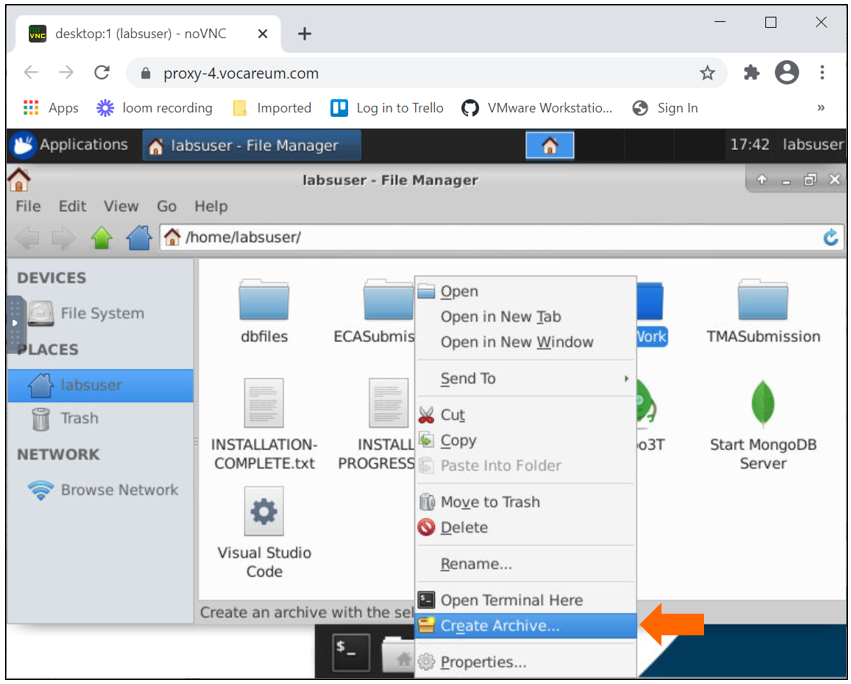 desktop:1 (labsuser) - noVNC
proxy-4.vocareum.com
Apps loom recording Imported Log in to Trello VMware Workstatio... Sign In »
Applications labsuser - File Manager 17:42 labsuser
labsuser - File Manager
File Edit View Go Help
/home/labsuser/
DEVICES
File System
PLACES
labsuser
Trash
NETWORK
Browse Network
dbfiles
ECASubmis
Work
TMASubmission
INSTALLATION-
COMPLETE.txt
INSTALL
PROGRESS
o3T
Start MongoDB
Server
Visual Studio
Code
Open
Open in New Tab
Open in New Window
Send To
Cut
Copy
Paste Into Folder
Move to Trash
Delete
Rename...
Open Terminal Here
Create Archive...
Properties...
Create an archive with the sel